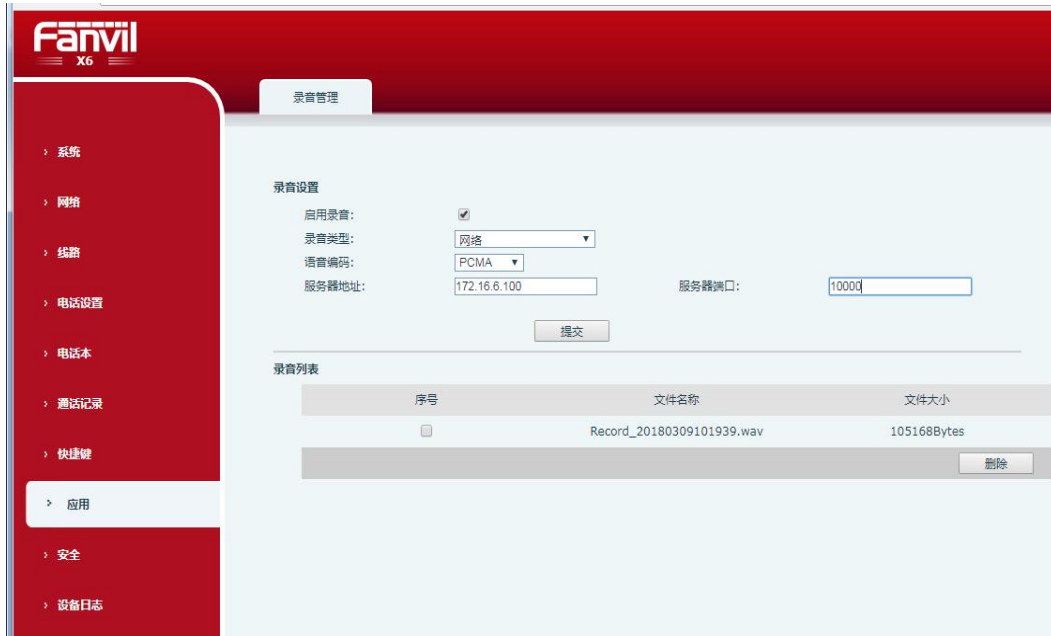 Fanvil
X6
录音管理
系统
网络
线路
电话设置
电话本
通话记录
快捷键
应用
安全
设备日志
录音设置
启用录音:
录音类型: 网络
语音编码: PCMA
服务器地址: 172.16.6.100 服务器端口: 10000
提交
录音列表
序号 文件名称 文件大小
Record_20180309101939.wav 105168Bytes
删除